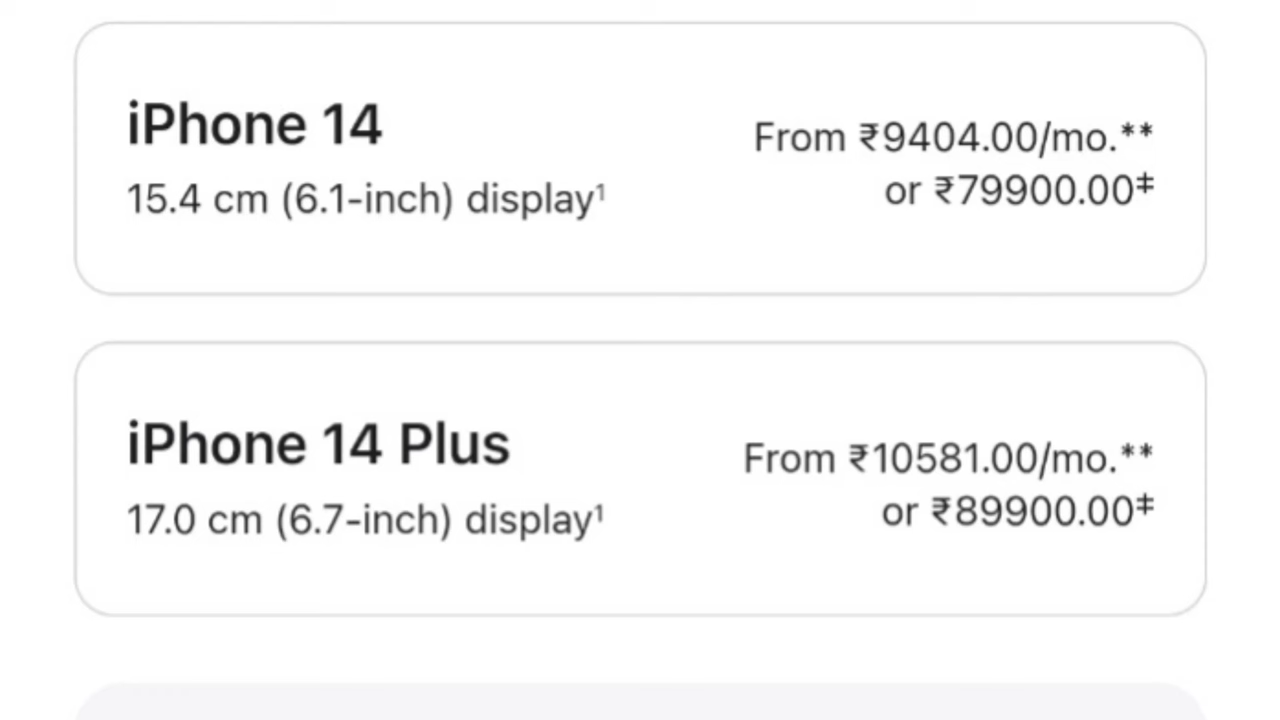 iPhone 14
15.4 cm (6.1-inch) display¹
From ₹9404.00/mo.**
or ₹79900.00‡
iPhone 14 Plus
17.0 cm (6.7-inch) display¹
From ₹10581.00/mo.**
or ₹89900.00‡